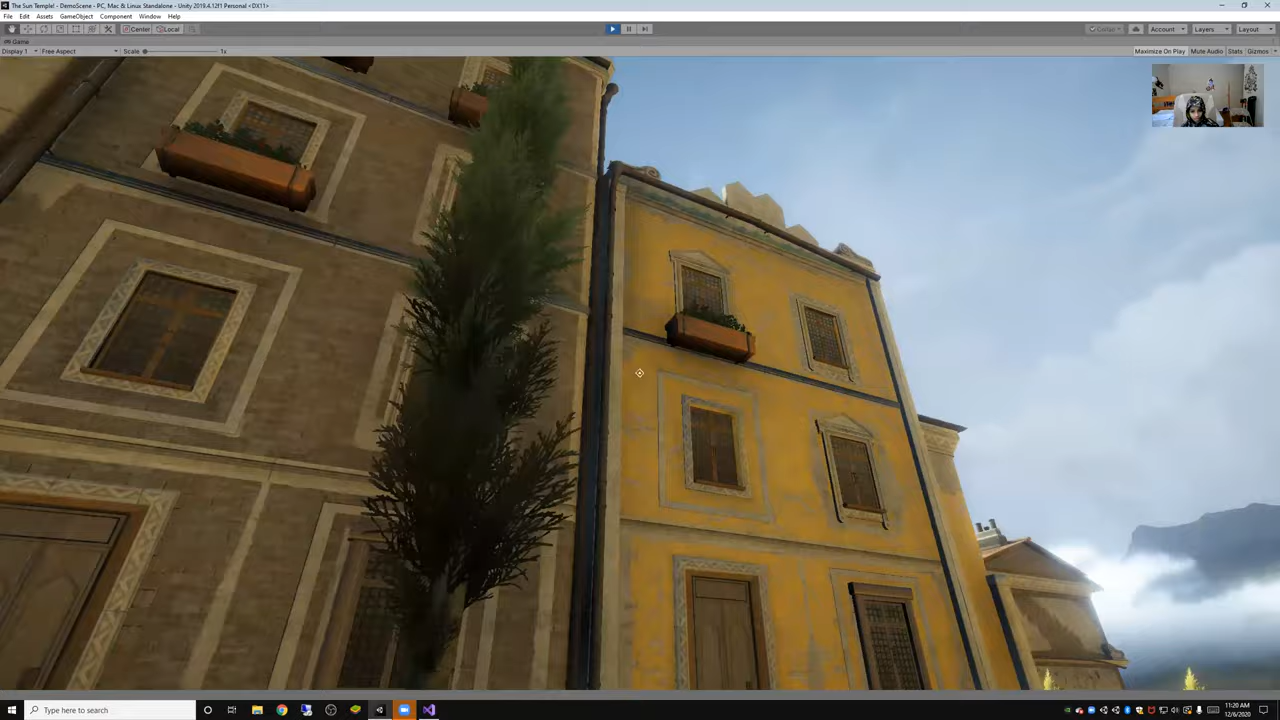 The Sun Temple - DemoScene - PC, Mac & Linux Standalone - Unity 2019.4.12f1 Personal <DX11>
File Edit Assets GameObject Component Window Help
Center Local Collab Account Layers Layout
Game
Display 1 Free Aspect Scale 1x Maximize On Play Mute Audio Stats Gizmos
Type here to search
11:20 AM
12/6/2020